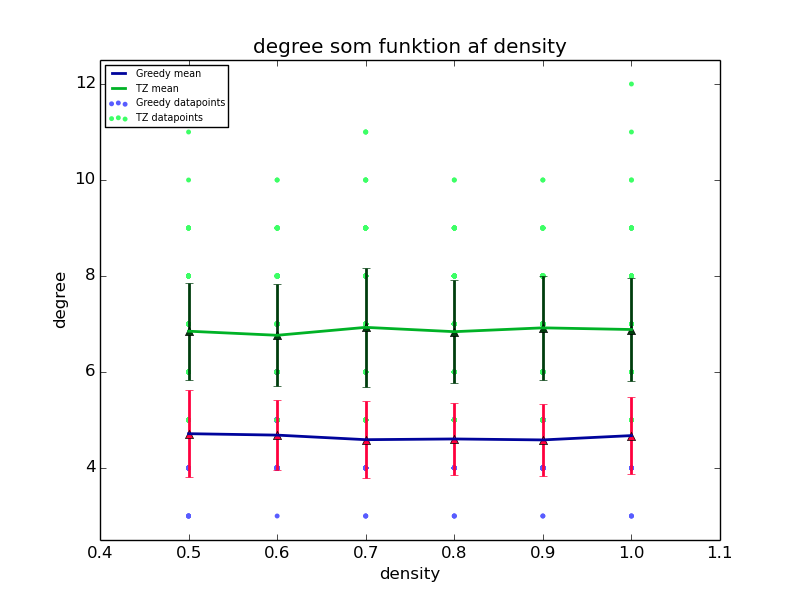 degree som funktion af density
Greedy mean
TZ mean
Greedy datapoints
TZ datapoints
12
10
8
6
4
degree
0.4 0.5 0.6 0.7 0.8 0.9 1.0 1.1
density